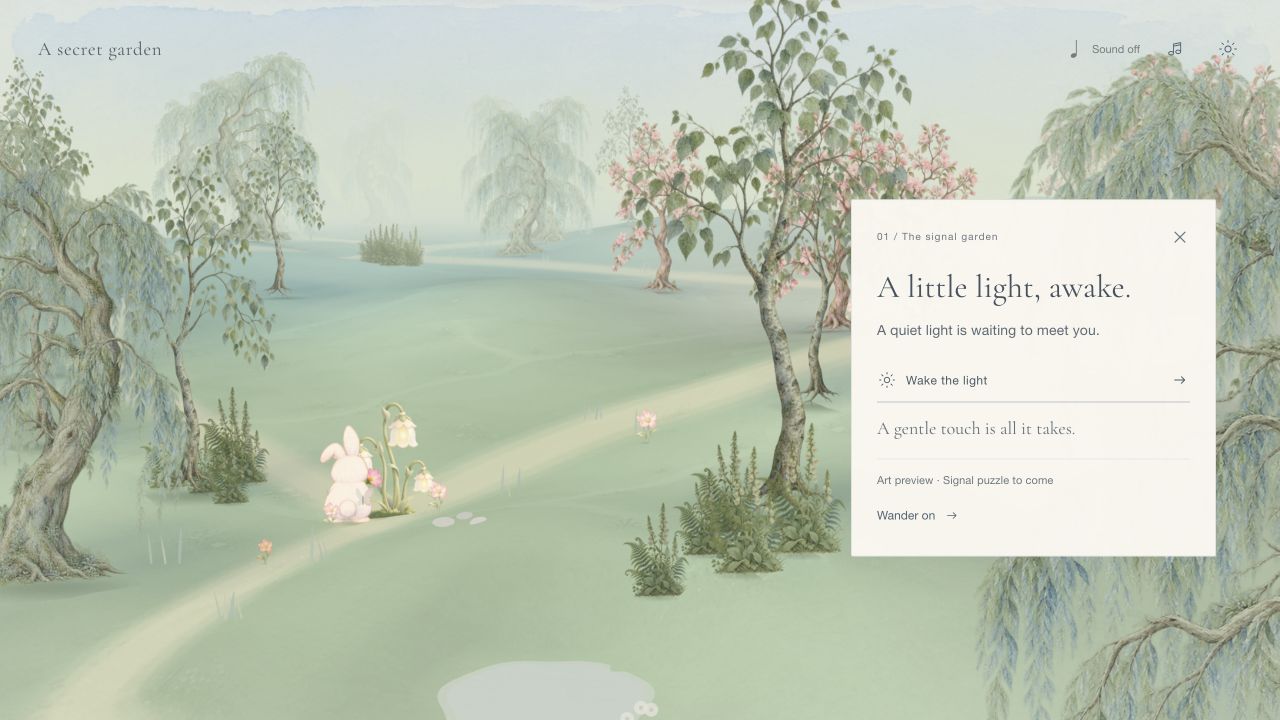 A secret garden
Sound off
01 / The signal garden
A little light, awake.
A quiet light is waiting to meet you.
Wake the light
A gentle touch is all it takes.
Art preview · Signal puzzle to come
Wander on